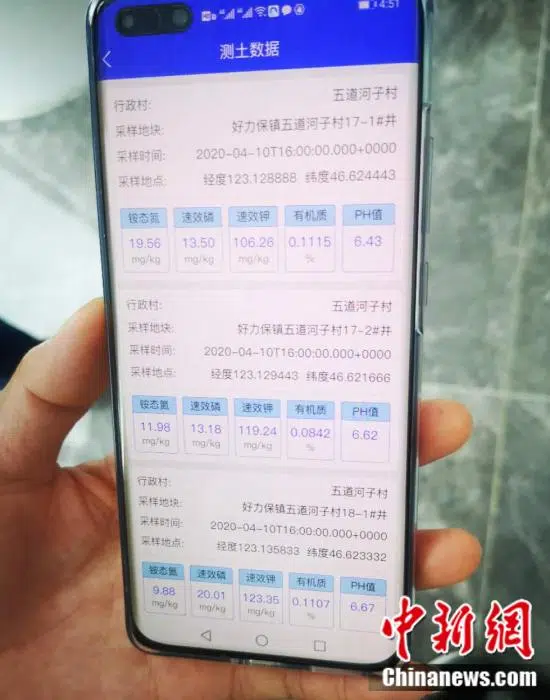 4:51
测土数据
行政村: 五道河子村
采样地块: 好力保镇五道河子村17-1#井
采样时间: 2020-04-10T16:00:00.000+0000
采样地点: 经度123.128888 纬度46.624443
铵态氮 速效磷 速效钾 有机质 PH值
19.56 13.50 106.26 0.1115 6.43
mg/kg mg/kg mg/kg %
行政村: 五道河子村
采样地块: 好力保镇五道河子村17-2#井
采样时间: 2020-04-10T16:00:00.000+0000
采样地点: 经度123.129443 纬度46.621666
铵态氮 速效磷 速效钾 有机质 PH值
11.98 13.18 119.24 0.0842 6.62
mg/kg mg/kg mg/kg %
行政村: 五道河子村
采样地块: 好力保镇五道河子村18-1#井
采样时间: 2020-04-10T16:00:00.000+0000
采样地点: 经度123.135833 纬度46.623332
铵态氮 速效磷 速效钾 有机质 PH值
9.88 20.01 123.35 0.1107 6.67
mg/kg mg/kg mg/kg %
中新网
Chinanews.com